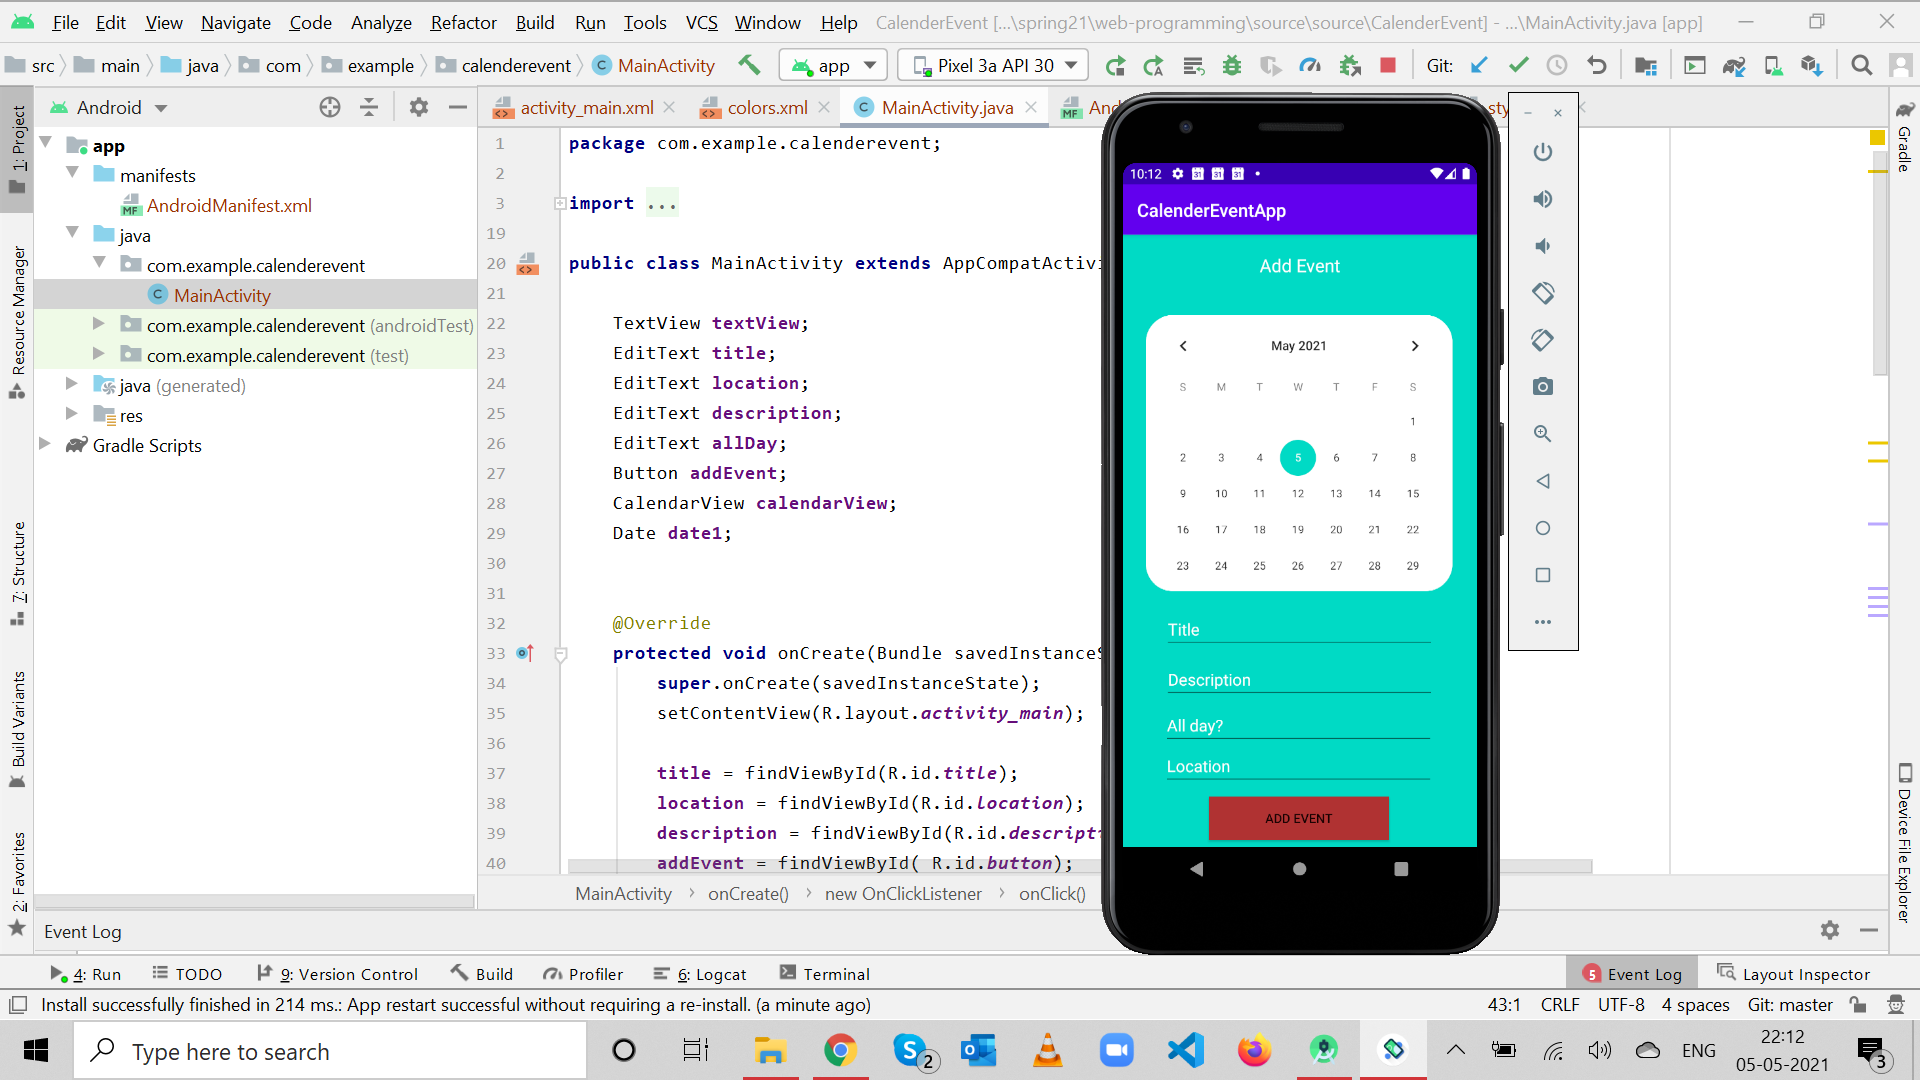 File Edit View Navigate Code Analyze Refactor Build Run Tools VCS Window Help CalenderEvent [...\spring21\web-programming\source\source\CalenderEvent] - ...\MainActivity.java [app]
src main java com example calenderevent MainActivity app Pixel 3a API 30 Git:
Android
activity_main.xml colors.xml MainActivity.java And sty
1: Project
Resource Manager
7: Structure
Build Variants
2: Favorites
app
manifests
AndroidManifest.xml
java
com.example.calenderevent
MainActivity
com.example.calenderevent (androidTest)
com.example.calenderevent (test)
java (generated)
res
Gradle Scripts
1 package com.example.calenderevent;
2
3 import ...
19
20 public class MainActivity extends AppCompatActivi
21
22 TextView textView;
23 EditText title;
24 EditText location;
25 EditText description;
26 EditText allDay;
27 Button addEvent;
28 CalendarView calendarView;
29 Date date1;
30
31
32 @Override
33 protected void onCreate(Bundle savedInstanceS
34 super.onCreate(savedInstanceState);
35 setContentView(R.layout.activity_main);
36
37 title = findViewById(R.id.title);
38 location = findViewById(R.id.location);
39 description = findViewById(R.id.descripti
40 addEvent = findViewById( R.id.button);
MainActivity onCreate() new OnClickListener onClick()
10:12 31 31 31
CalenderEventApp
Add Event
May 2021
S M T W T F S
1
2 3 4 5 6 7 8
9 10 11 12 13 14 15
16 17 18 19 20 21 22
23 24 25 26 27 28 29
Title
Description
All day?
Location
ADD EVENT
Gradle
Device File Explorer
Event Log
4: Run TODO 9: Version Control Build Profiler 6: Logcat Terminal 5 Event Log Layout Inspector
Install successfully finished in 214 ms.: App restart successful without requiring a re-install. (a minute ago) 43:1 CRLF UTF-8 4 spaces Git: master
Type here to search 2 ENG 22:12
05-05-2021 3